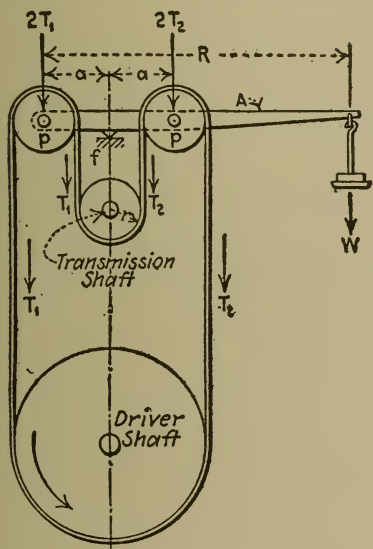 2T₁ 2T₂
R
a a
A
P P
f
T₁ T₂
r₃
Transmission
Shaft
W
T₁ T₂
Driver
Shaft